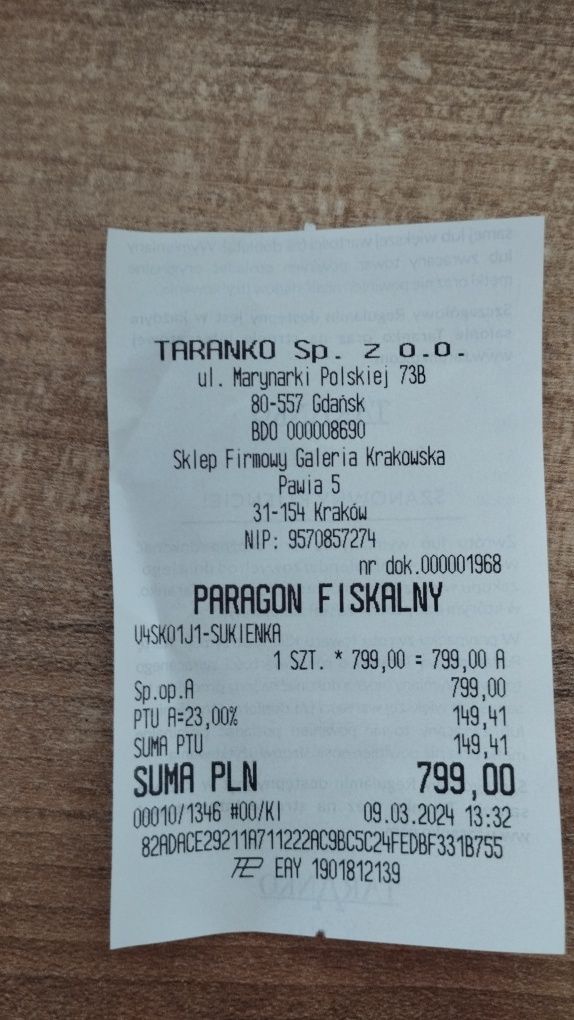 TARANKO Sp. z o.o.
ul. Marynarki Polskiej 73B
80-557 Gdańsk
BDO 000008690
Sklep Firmowy Galeria Krakowska
Pawia 5
31-154 Kraków
NIP: 9570857274
nr dok.000001968
PARAGON FISKALNY
V4SK01J1-SUKIENKA
1 SZT. * 799,00 = 799,00 A
Sp.op.A 799,00
PTU A=23,00% 149,41
SUMA PTU 149,41
SUMA PLN 799,00
00010/1346 #00/KI 09.03.2024 13:32
82ADACE29211A711222AC9BC5C24FEDBF331B755
EAY 1901812139